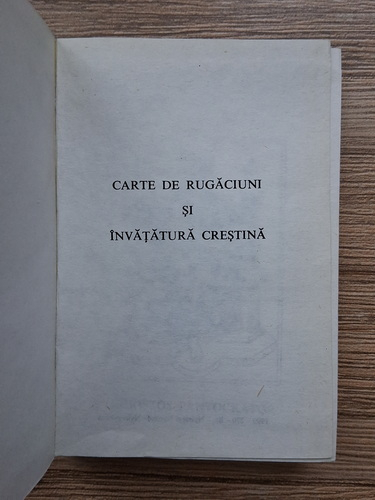 CARTE DE RUGĂCIUNI
ŞI
ÎNVĂŢĂTURĂ CREŞTINĂ